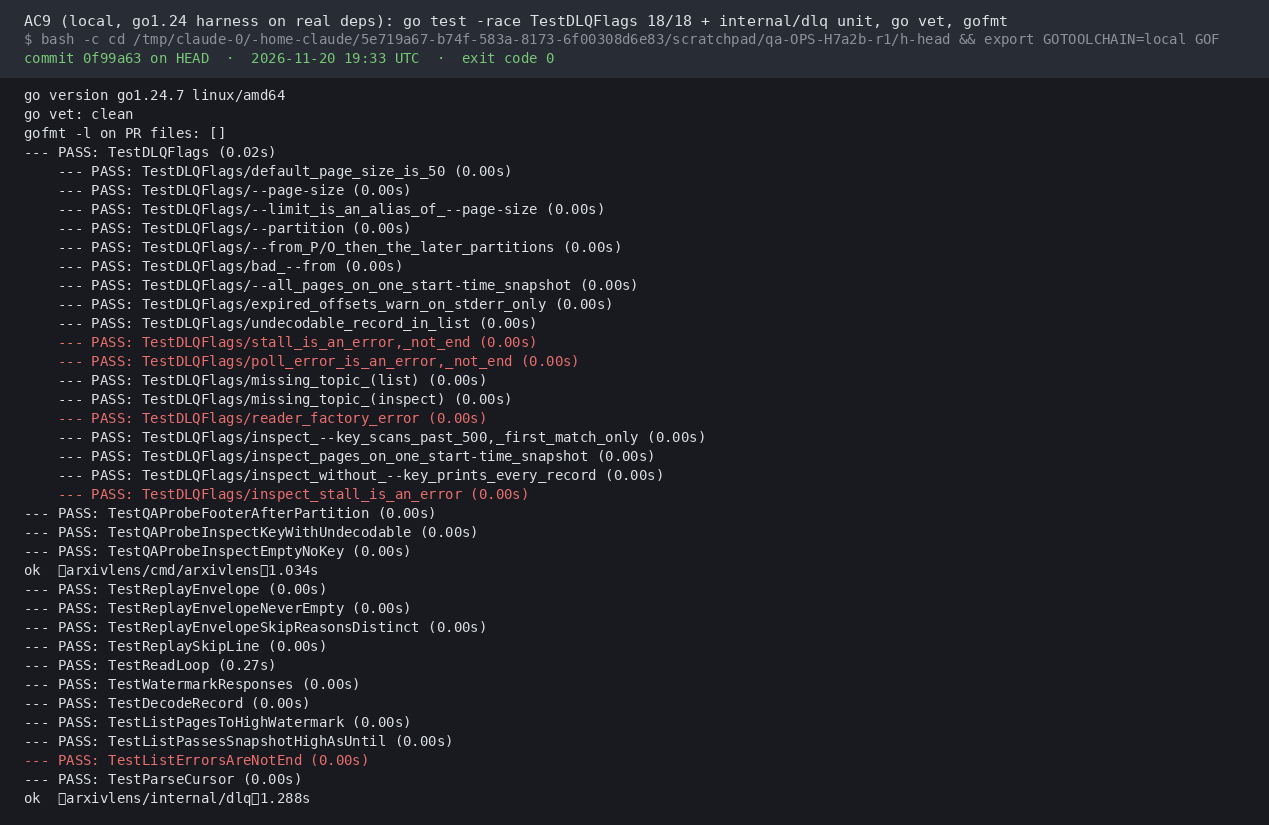 AC9 (local, go1.24 harness on real deps): go test -race TestDLQFlags 18/18 + internal/dlq unit, go vet, gofmt
$ bash -c cd /tmp/claude-0/-home-claude/5e719a67-b74f-583a-8173-6f00308d6e83/scratchpad/qa-OPS-H7a2b-r1/h-head && export GOTOOLCHAIN=local GOF
commit 0f99a63 on HEAD · 2026-11-20 19:33 UTC · exit code 0
go version go1.24.7 linux/amd64
go vet: clean
gofmt -l on PR files: []
--- PASS: TestDLQFlags (0.02s)
    --- PASS: TestDLQFlags/default_page_size_is_50 (0.00s)
    --- PASS: TestDLQFlags/--page-size (0.00s)
    --- PASS: TestDLQFlags/--limit_is_an_alias_of_--page-size (0.00s)
    --- PASS: TestDLQFlags/--partition (0.00s)
    --- PASS: TestDLQFlags/--from_P/O_then_the_later_partitions (0.00s)
    --- PASS: TestDLQFlags/bad_--from (0.00s)
    --- PASS: TestDLQFlags/--all_pages_on_one_start-time_snapshot (0.00s)
    --- PASS: TestDLQFlags/expired_offsets_warn_on_stderr_only (0.00s)
    --- PASS: TestDLQFlags/undecodable_record_in_list (0.00s)
    --- PASS: TestDLQFlags/stall_is_an_error,_not_end (0.00s)
    --- PASS: TestDLQFlags/poll_error_is_an_error,_not_end (0.00s)
    --- PASS: TestDLQFlags/missing_topic_(list) (0.00s)
    --- PASS: TestDLQFlags/missing_topic_(inspect) (0.00s)
    --- PASS: TestDLQFlags/reader_factory_error (0.00s)
    --- PASS: TestDLQFlags/inspect_--key_scans_past_500,_first_match_only (0.00s)
    --- PASS: TestDLQFlags/inspect_pages_on_one_start-time_snapshot (0.00s)
    --- PASS: TestDLQFlags/inspect_without_--key_prints_every_record (0.00s)
    --- PASS: TestDLQFlags/inspect_stall_is_an_error (0.00s)
--- PASS: TestQAProbeFooterAfterPartition (0.00s)
--- PASS: TestQAProbeInspectKeyWithUndecodable (0.00s)
--- PASS: TestQAProbeInspectEmptyNoKey (0.00s)
ok  arxivlens/cmd/arxivlens 1.034s
--- PASS: TestReplayEnvelope (0.00s)
--- PASS: TestReplayEnvelopeNeverEmpty (0.00s)
--- PASS: TestReplayEnvelopeSkipReasonsDistinct (0.00s)
--- PASS: TestReplaySkipLine (0.00s)
--- PASS: TestReadLoop (0.27s)
--- PASS: TestWatermarkResponses (0.00s)
--- PASS: TestDecodeRecord (0.00s)
--- PASS: TestListPagesToHighWatermark (0.00s)
--- PASS: TestListPassesSnapshotHighAsUntil (0.00s)
--- PASS: TestListErrorsAreNotEnd (0.00s)
--- PASS: TestParseCursor (0.00s)
ok  arxivlens/internal/dlq 1.288s